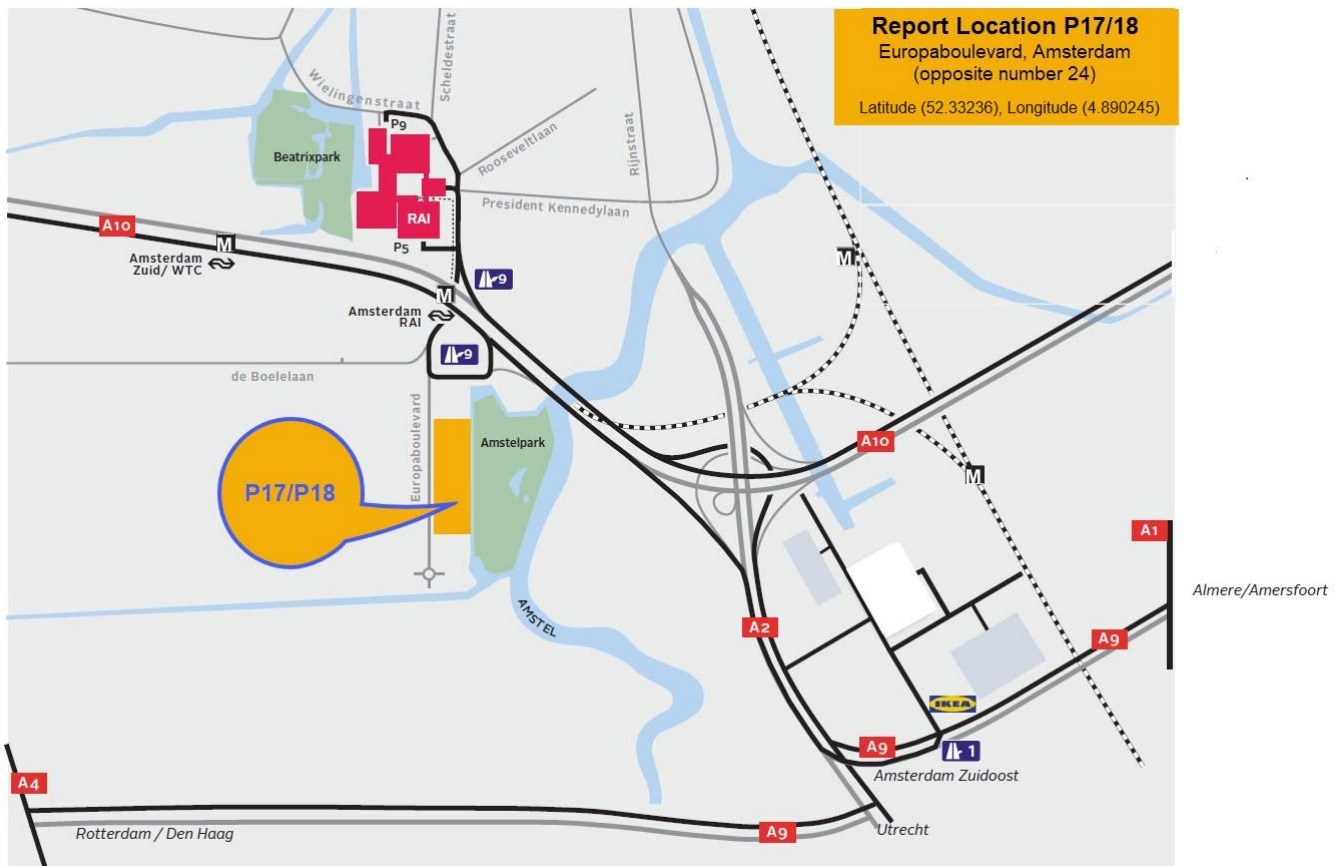 Report Location P17/18
Europaboulevard, Amsterdam
(opposite number 24)
Latitude (52.33236), Longitude (4.890245)
Wielingenstraat
Scheldestraat
P9
Beatrixpark
Rooseveltlaan
Rijnstraat
President Kennedylaan
RAI
A10
M
Amsterdam
Zuid/ WTC
P5
M
9
M
Amsterdam
RAI
9
de Boelelaan
Europaboulevard
Amstelpark
A10
M
P17/P18
A1
Almere/Amersfoort
AMSTEL
A2
A9
IKEA
A9
1
Amsterdam Zuidoost
A4
Rotterdam / Den Haag
A9
Utrecht